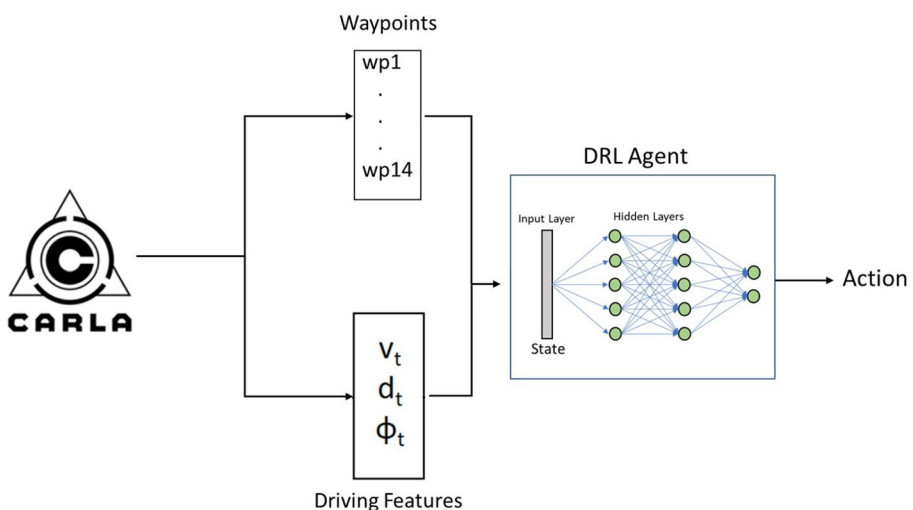 Waypoints
wp1
.
.
.
wp14
DRL Agent
Input Layer
Hidden Layers
State
Action
C
CARLA
vₜ
dₜ
ϕₜ
Driving Features